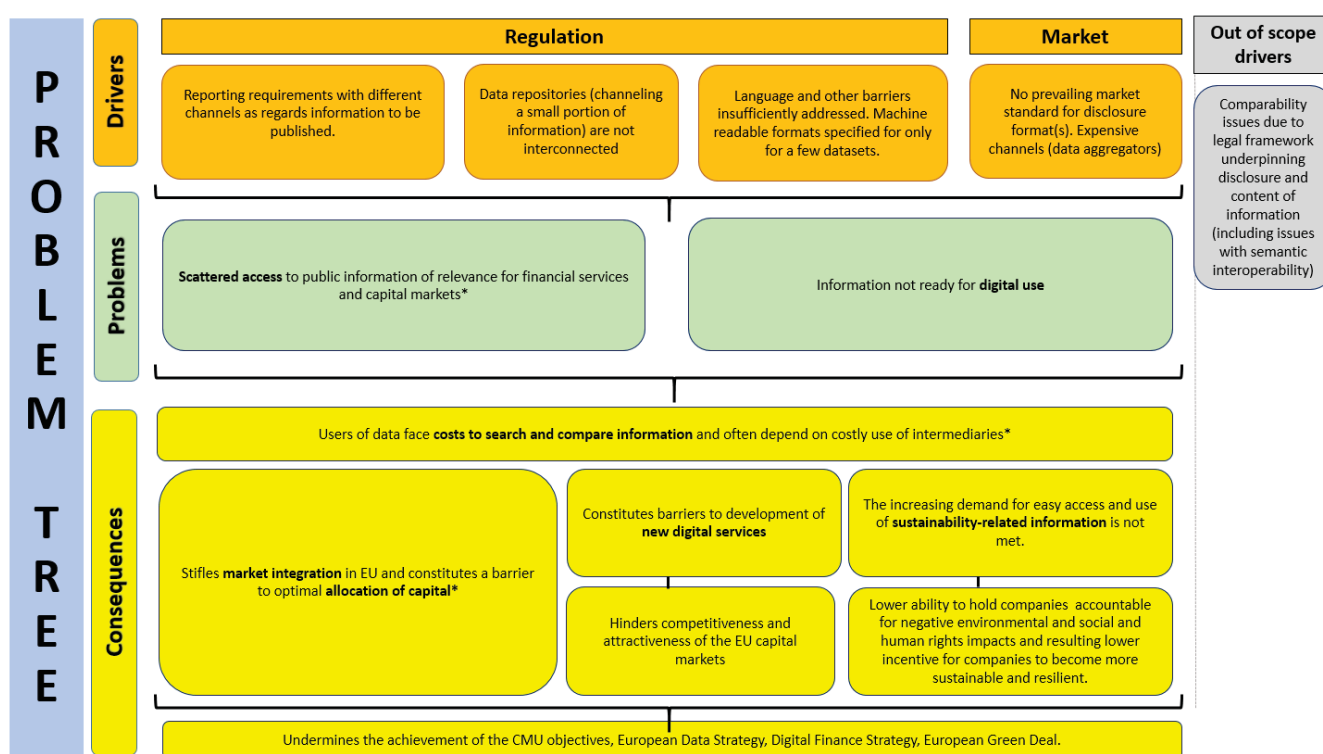 PROBLEM TREE
Drivers
Regulation
Market
Out of scope
drivers
Reporting requirements with different
channels as regards information to be
published.
Data repositories (channeling
a small portion of
information) are not
interconnected
Language and other barriers
insufficiently addressed. Machine
readable formats specified for only
for a few datasets.
No prevailing market
standard for disclosure
format(s). Expensive
channels (data aggregators)
Comparability
issues due to
legal framework
underpinning
disclosure and
content of
information
(including issues
with semantic
interoperability)
Problems
Scattered access to public information of relevance for financial services
and capital markets*
Information not ready for digital use
Consequences
Users of data face costs to search and compare information and often depend on costly use of intermediaries*
Stifles market integration in EU and constitutes a barrier
to optimal allocation of capital*
Constitutes barriers to development of
new digital services
The increasing demand for easy access and use
of sustainability-related information is not
met.
Hinders competitiveness and
attractiveness of the EU capital
markets
Lower ability to hold companies accountable
for negative environmental and social and
human rights impacts and resulting lower
incentive for companies to become more
sustainable and resilient.
Undermines the achievement of the CMU objectives, European Data Strategy, Digital Finance Strategy, European Green Deal.